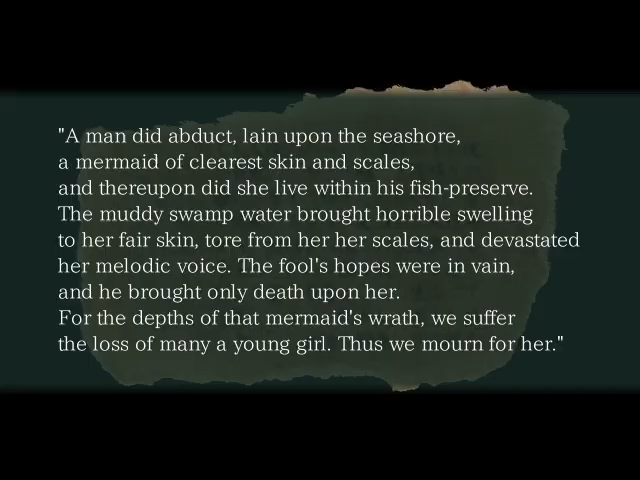 "A man did abduct, lain upon the seashore,
a mermaid of clearest skin and scales,
and thereupon did she live within his fish-preserve.
The muddy swamp water brought horrible swelling
to her fair skin, tore from her her scales, and devastated
her melodic voice. The fool's hopes were in vain,
and he brought only death upon her.
For the depths of that mermaid's wrath, we suffer
the loss of many a young girl. Thus we mourn for her."